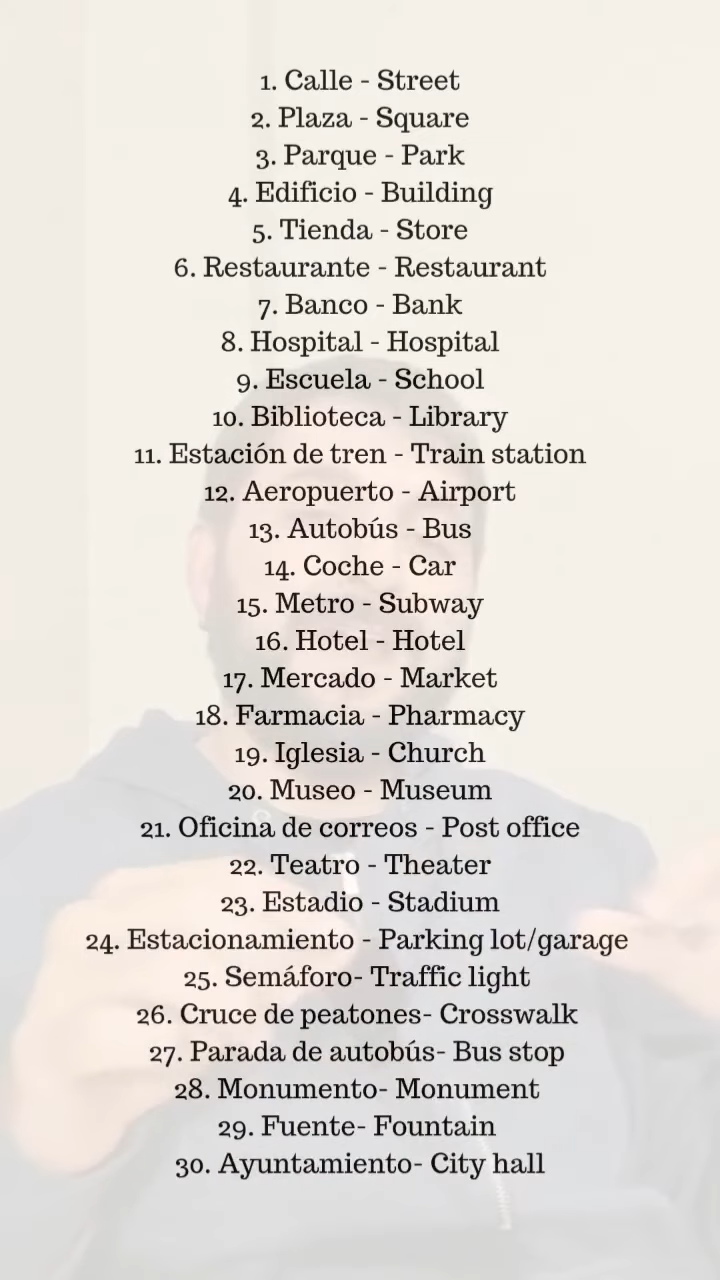 1. Calle - Street
2. Plaza - Square
3. Parque - Park
4. Edificio - Building
5. Tienda - Store
6. Restaurante - Restaurant
7. Banco - Bank
8. Hospital - Hospital
9. Escuela - School
10. Biblioteca - Library
11. Estación de tren - Train station
12. Aeropuerto - Airport
13. Autobús - Bus
14. Coche - Car
15. Metro - Subway
16. Hotel - Hotel
17. Mercado - Market
18. Farmacia - Pharmacy
19. Iglesia - Church
20. Museo - Museum
21. Oficina de correos - Post office
22. Teatro - Theater
23. Estadio - Stadium
24. Estacionamiento - Parking lot/garage
25. Semáforo- Traffic light
26. Cruce de peatones- Crosswalk
27. Parada de autobús- Bus stop
28. Monumento- Monument
29. Fuente- Fountain
30. Ayuntamiento- City hall